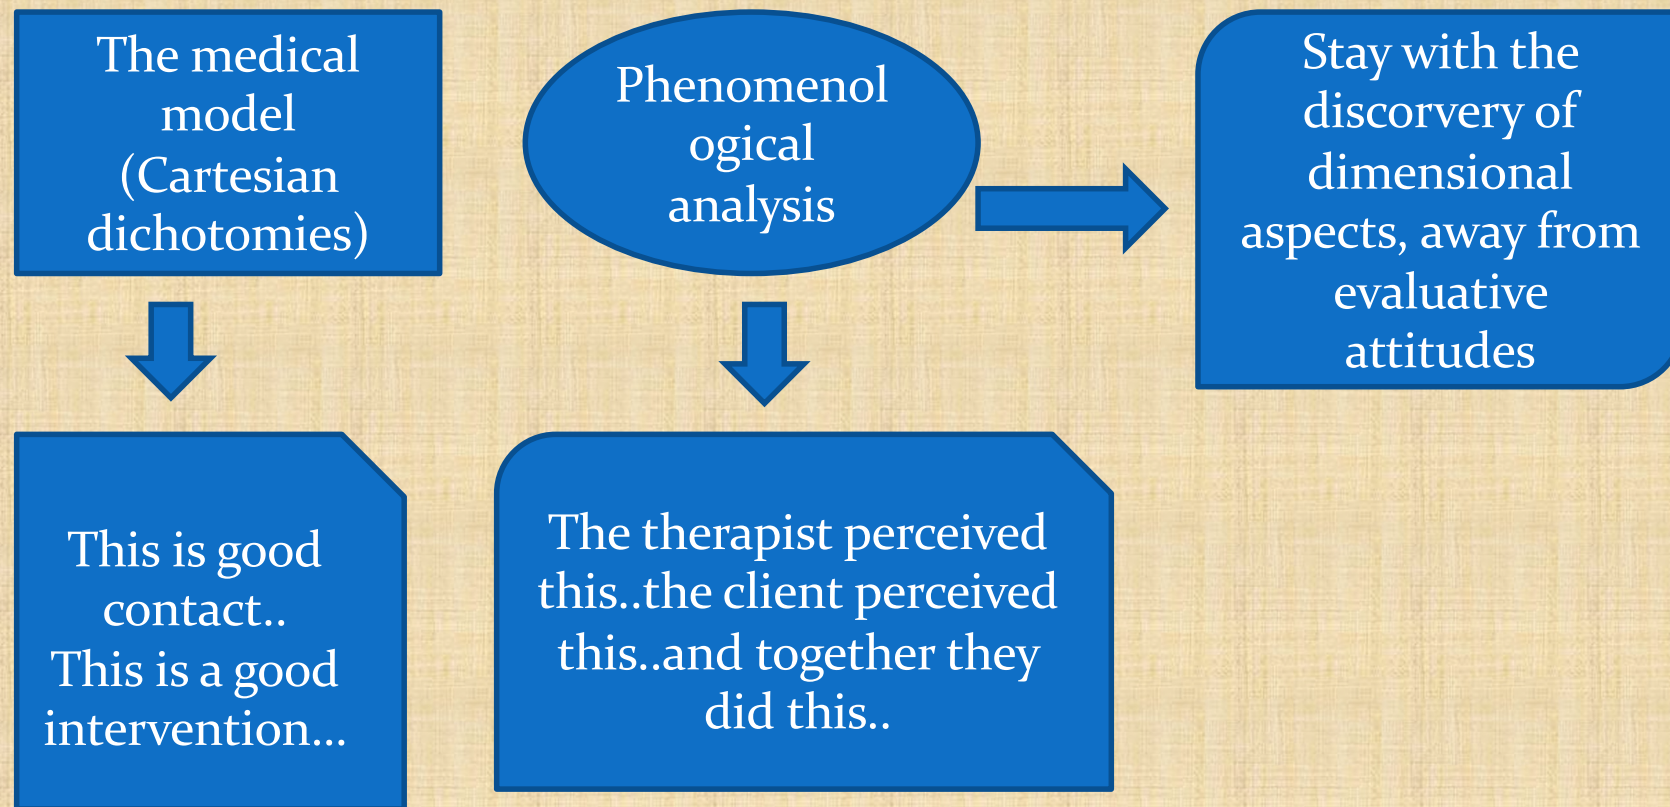 The medical
model
(Cartesian
dichotomies)
Phenomenol
ogical
analysis
Stay with the
discorvery of
dimensional
aspects, away from
evaluative
attitudes
This is good
contact..
This is a good
intervention...
The therapist perceived
this..the client perceived
this..and together they
did this..